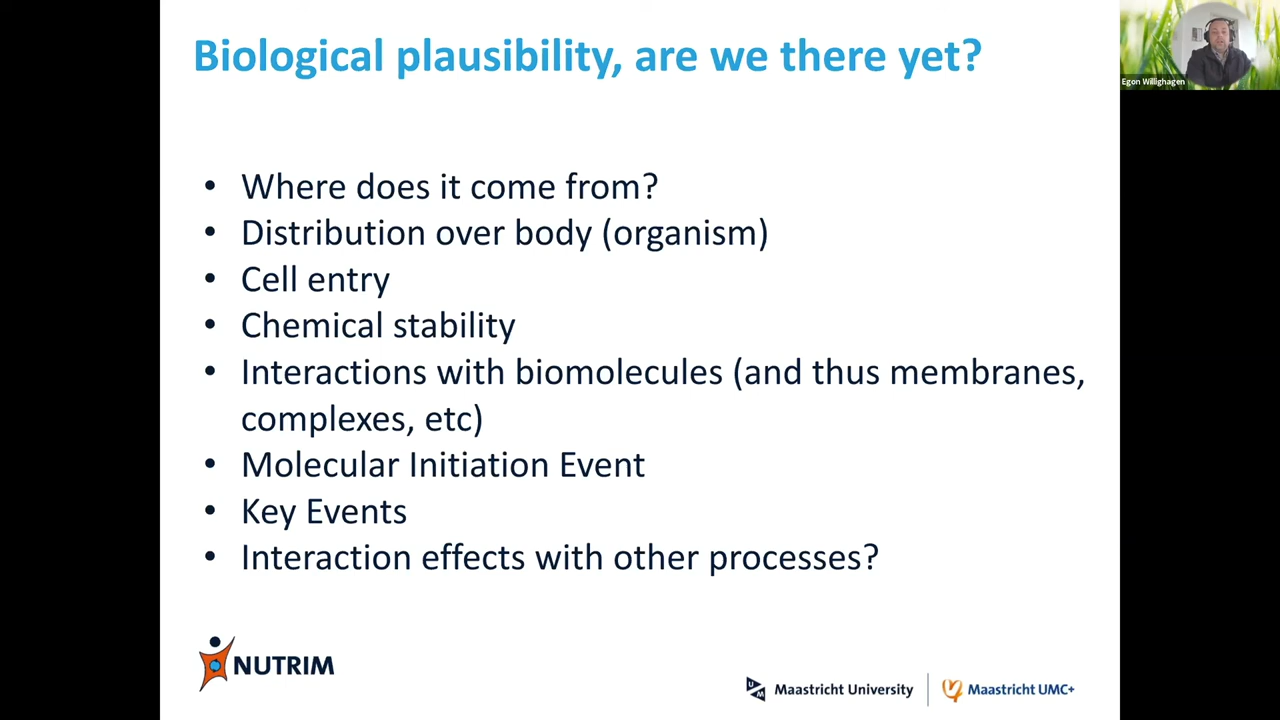 Biological plausibility, are we there yet?
Egon Willighagen
• Where does it come from?
• Distribution over body (organism)
• Cell entry
• Chemical stability
• Interactions with biomolecules (and thus membranes,
complexes, etc)
• Molecular Initiation Event
• Key Events
• Interaction effects with other processes?
NUTRIM
UM Maastricht University
Maastricht UMC+